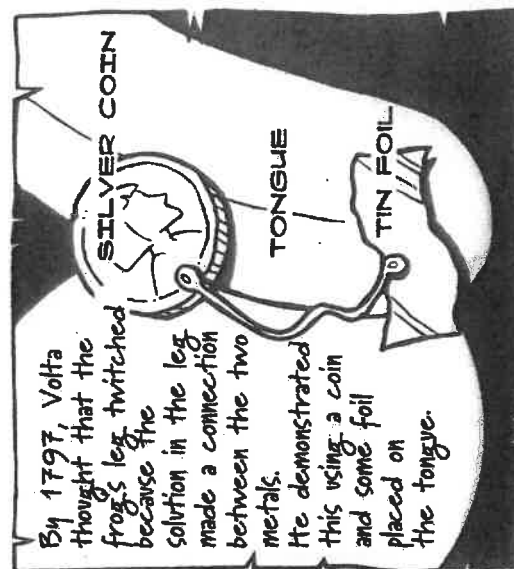 By 1797, Volta
thought that the
frog's leg twitched
because the
solution in the leg
made a connection
between the two
metals.
He demonstrated
this using a coin
and some foil
placed on
the tongue.
SILVER COIN
TONGUE
TIN FOIL